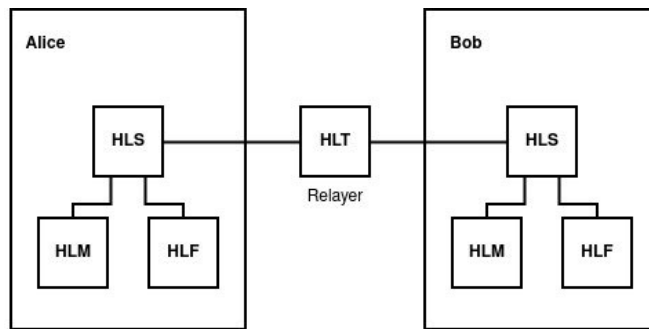 Alice
Bob
HLS
HLT
HLS
Relayer
HLM
HLF
HLM
HLF